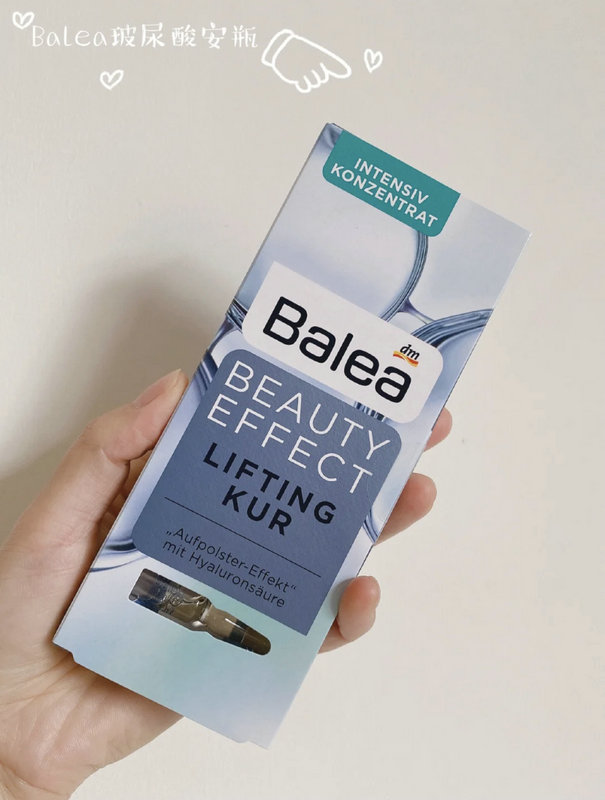 Balea玻尿酸安瓶
INTENSIV
KONZENTRAT
Balea
dm
BEAUTY
EFFECT
LIFTING
KUR
„Aufpolster-Effekt“
mit Hyaluronsäure